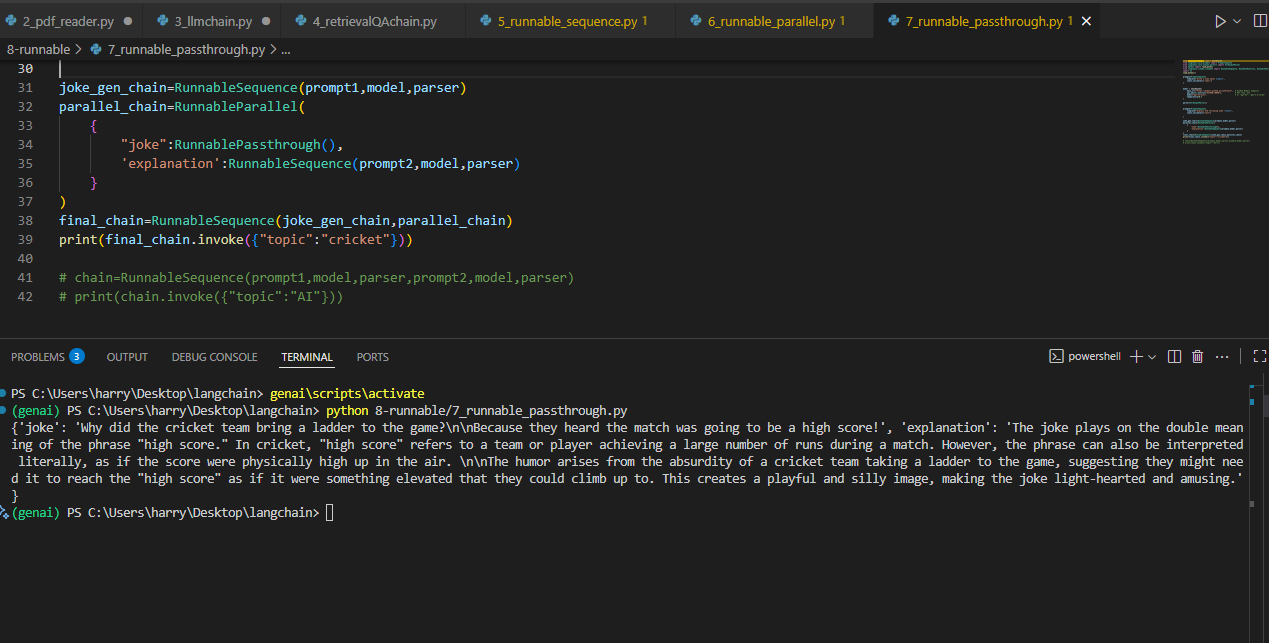 2_pdf_reader.py ● 3_llmchain.py ● 4_retrievalQAchain.py 5_runnable_sequence.py 1 6_runnable_parallel.py 1 7_runnable_passthrough.py 1
8-runnable > 7_runnable_passthrough.py > ...
30
31 joke_gen_chain=RunnableSequence(prompt1,model,parser)
32 parallel_chain=RunnableParallel(
33 {
34 "joke":RunnablePassthrough(),
35 'explanation':RunnableSequence(prompt2,model,parser)
36 }
37 )
38 final_chain=RunnableSequence(joke_gen_chain,parallel_chain)
39 print(final_chain.invoke({"topic":"cricket"}))
40
41 # chain=RunnableSequence(prompt1,model,parser,prompt2,model,parser)
42 # print(chain.invoke({"topic":"AI"}))
PROBLEMS 3 OUTPUT DEBUG CONSOLE TERMINAL PORTS powershell
PS C:\Users\harry\Desktop\langchain> genai\scripts\activate
(genai) PS C:\Users\harry\Desktop\langchain> python 8-runnable/7_runnable_passthrough.py
{'joke': 'Why did the cricket team bring a ladder to the game?\n\nBecause they heard the match was going to be a high score!', 'explanation': 'The joke plays on the double mean
ing of the phrase "high score." In cricket, "high score" refers to a team or player achieving a large number of runs during a match. However, the phrase can also be interpreted
 literally, as if the score were physically high up in the air. \n\nThe humor arises from the absurdity of a cricket team taking a ladder to the game, suggesting they might nee
d it to reach the "high score" as if it were something elevated that they could climb up to. This creates a playful and silly image, making the joke light-hearted and amusing.'
}
(genai) PS C:\Users\harry\Desktop\langchain>